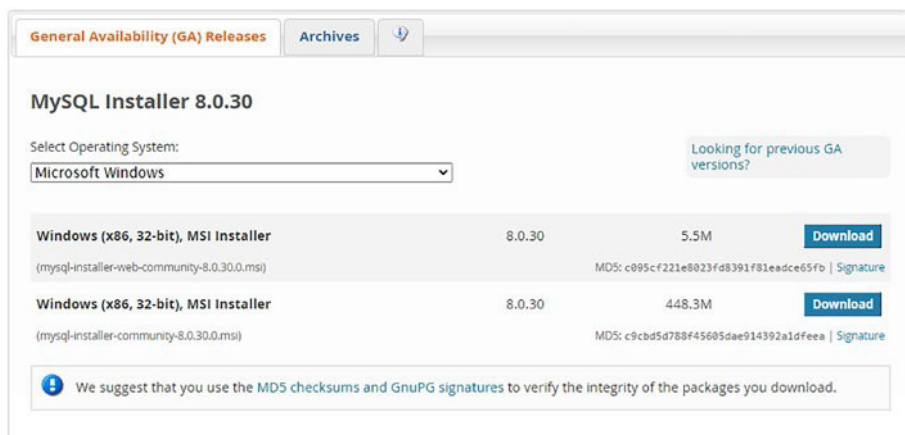 General Availability (GA) Releases
Archives
MySQL Installer 8.0.30
Select Operating System:
Looking for previous GA
versions?
Microsoft Windows
Windows (x86, 32-bit), MSI Installer 8.0.30 5.5M Download
(mysql-installer-web-community-8.0.30.0.msi) MD5: c095cf221e8023fd8391f81eadce65fb | Signature
Windows (x86, 32-bit), MSI Installer 8.0.30 448.3M Download
(mysql-installer-community-8.0.30.0.msi) MD5: c9cbd5d788f45605dae914392a1dfeea | Signature
We suggest that you use the MD5 checksums and GnuPG signatures to verify the integrity of the packages you download.